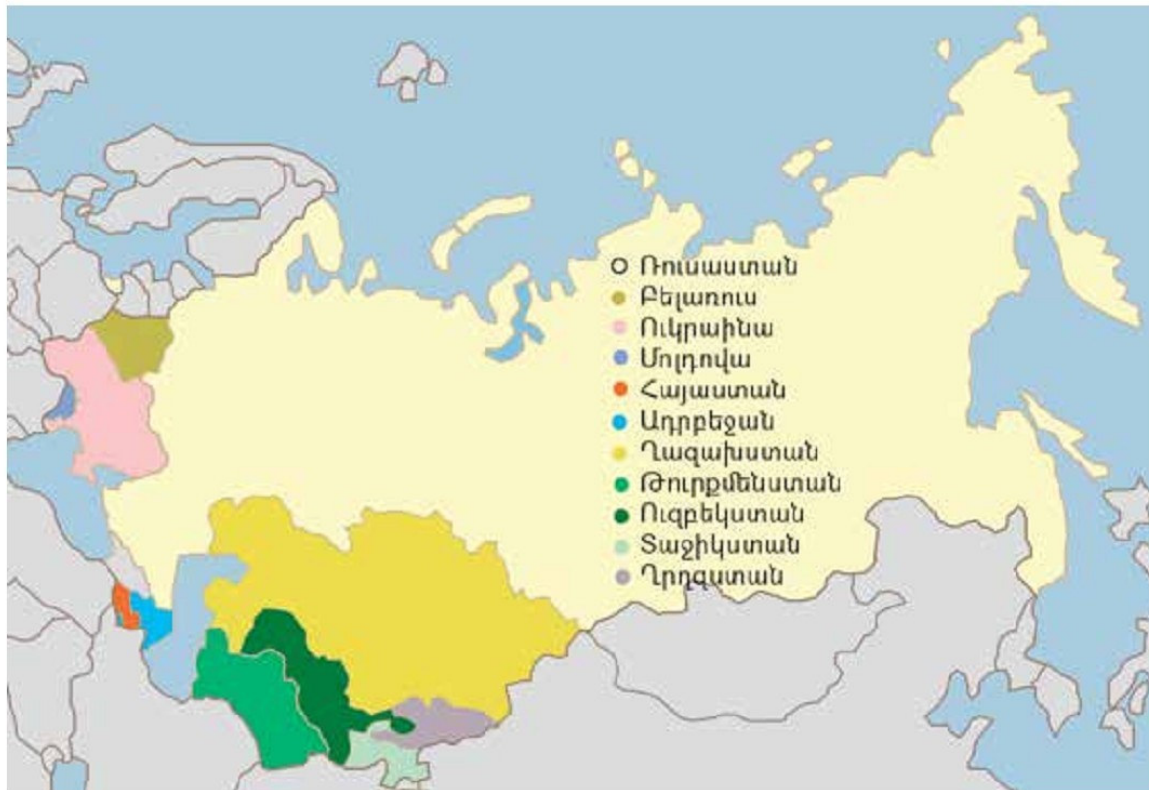 Ռուսաստան
Բելառուս
Ուկրաինա
Մոլդովա
Հայաստան
Ադրբեջան
Ղազախստան
Թուրքմենստան
Ուզբեկստան
Տաջիկստան
Ղրղզստան